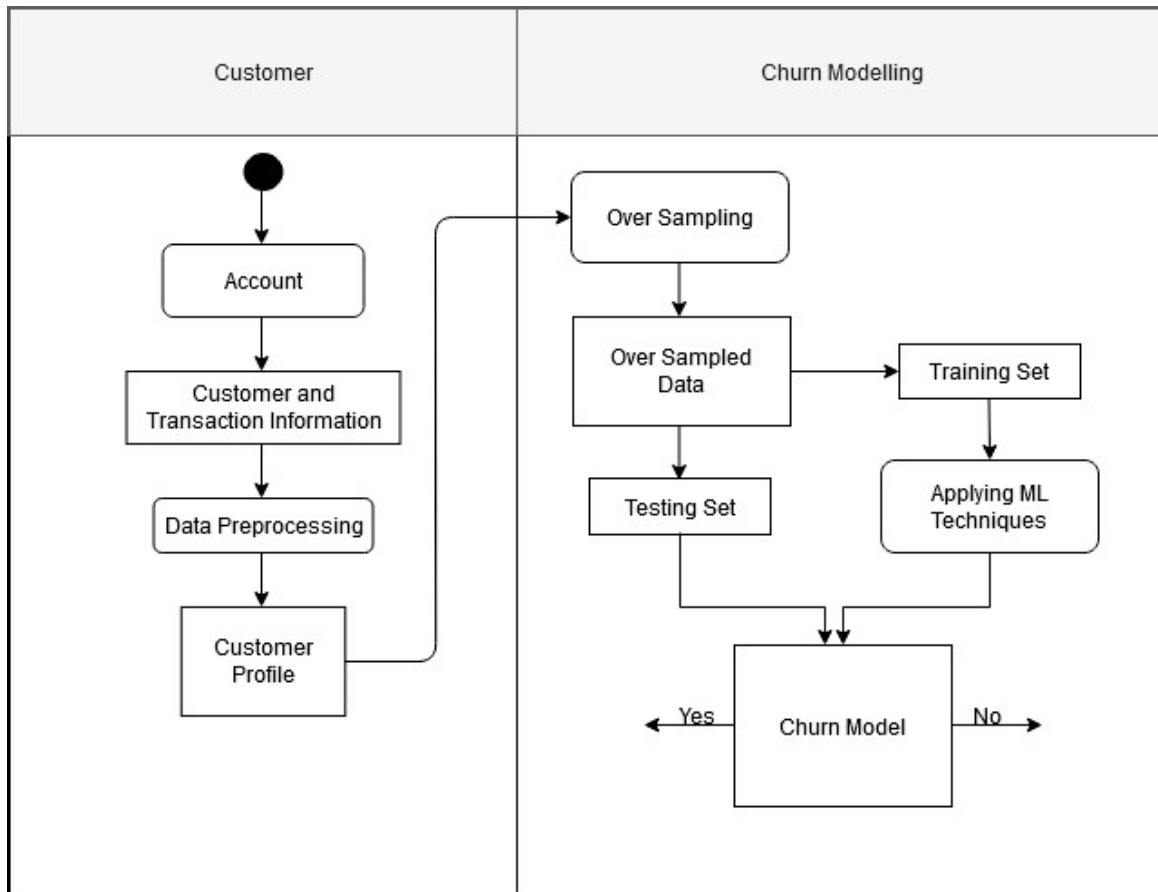 Customer
Churn Modelling
Account
Customer and
Transaction Information
Data Preprocessing
Customer
Profile
Over Sampling
Over Sampled
Data
Training Set
Testing Set
Applying ML
Techniques
Churn Model
Yes
No